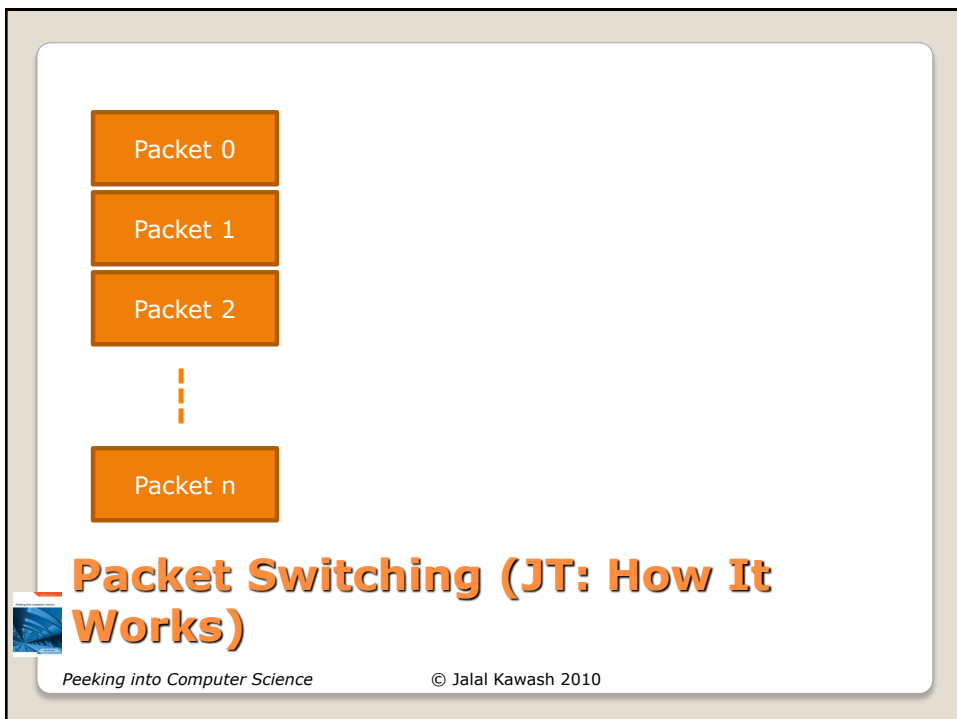 Packet 0
Packet 1
Packet 2
Packet n
Packet Switching (JT: How It
Works)
Peeking into Computer Science © Jalal Kawash 2010